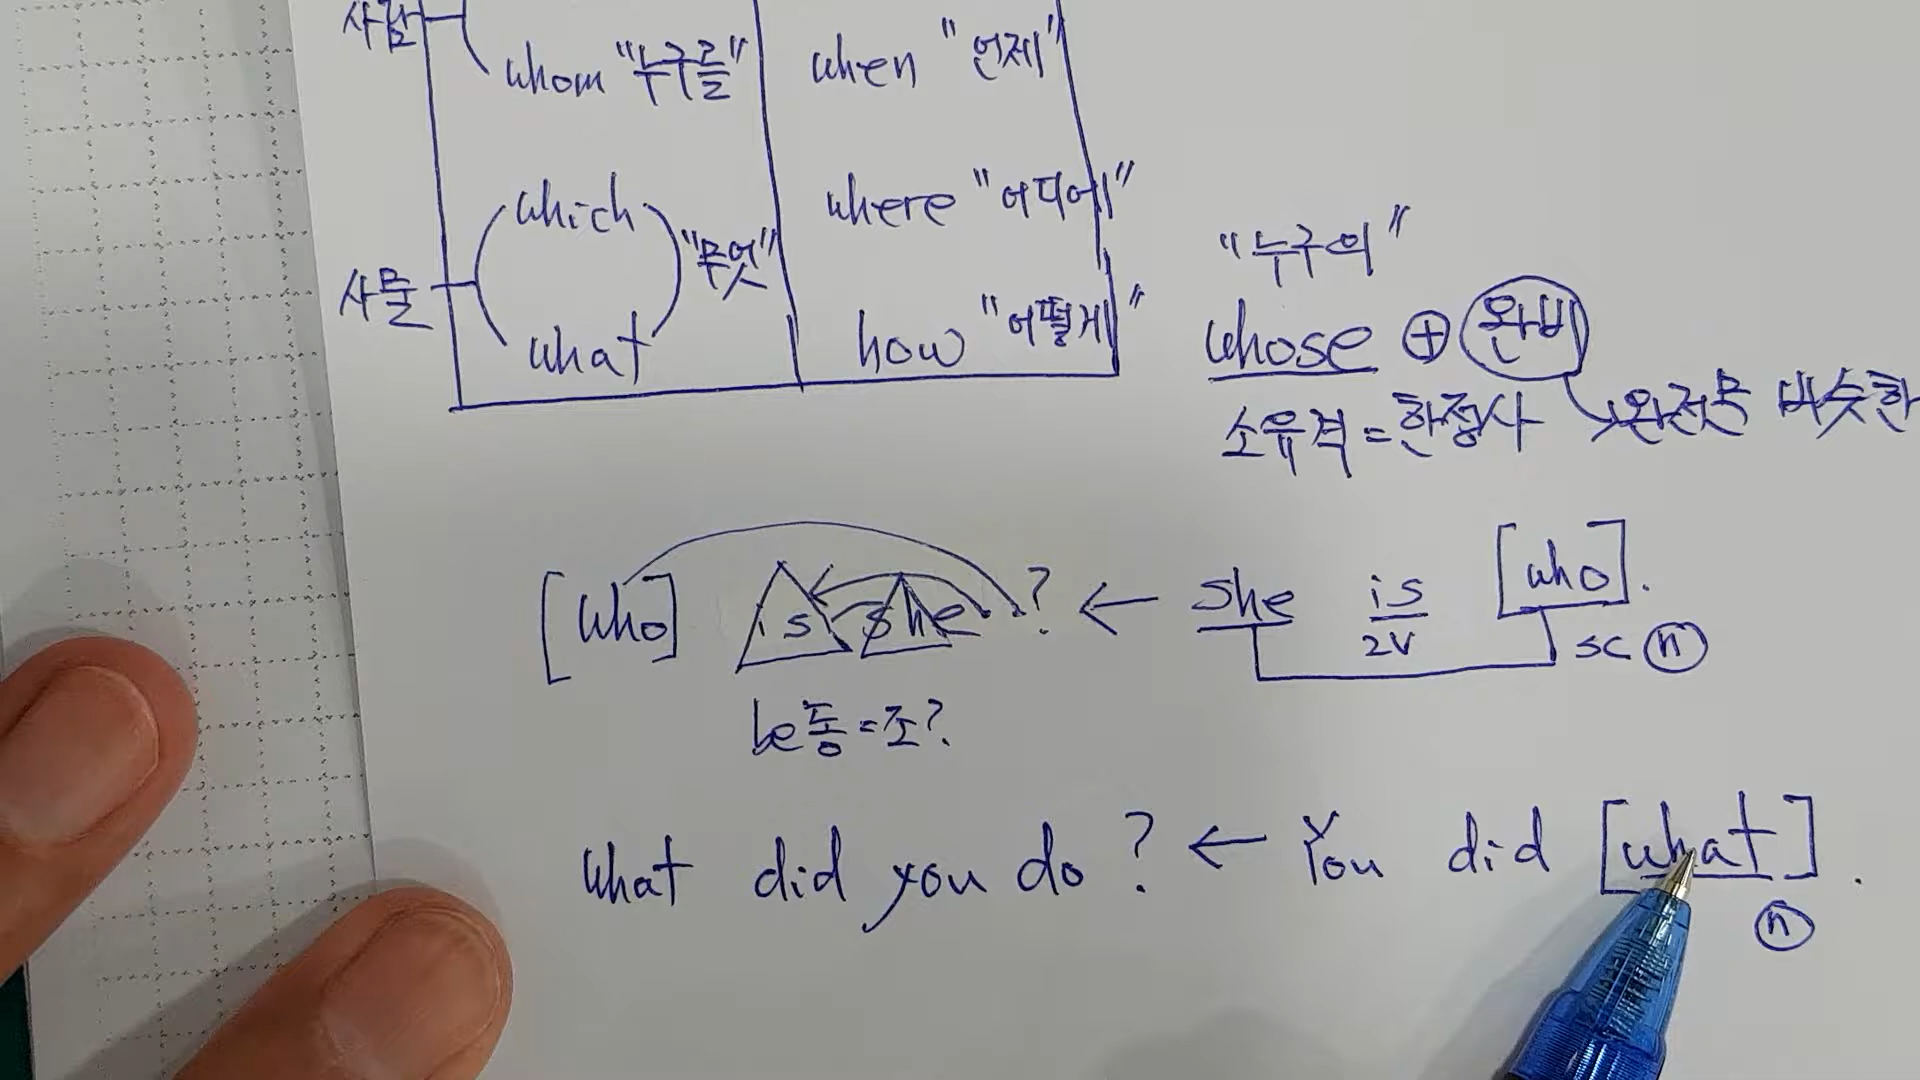 사람 whom "누구를" when "언제"
which "무엇" where "어디에"
"누구의"
사물 what how "어떻게" whose ⊕ 완비
소유격 = 한정사 → 완전목 비슷한
[who] is she ? ← she is [who].
2V SC ⓝ
be동 = 조?
What did you do ? ← You did [what] .
ⓝ